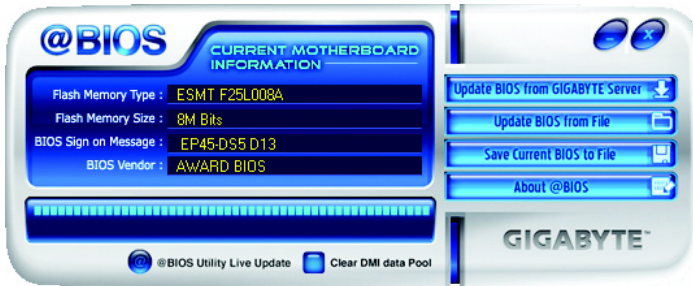 @BIOS
CURRENT MOTHERBOARD
INFORMATION
Flash Memory Type : ESMT F25L008A
Flash Memory Size : 8M Bits
BIOS Sign on Message : EP45-DS5 D13
BIOS Vendor : AWARD BIOS
@BIOS Utility Live Update
Clear DMI data Pool
Update BIOS from GIGABYTE Server
Update BIOS from File
Save Current BIOS to File
About @BIOS
GIGABYTE™